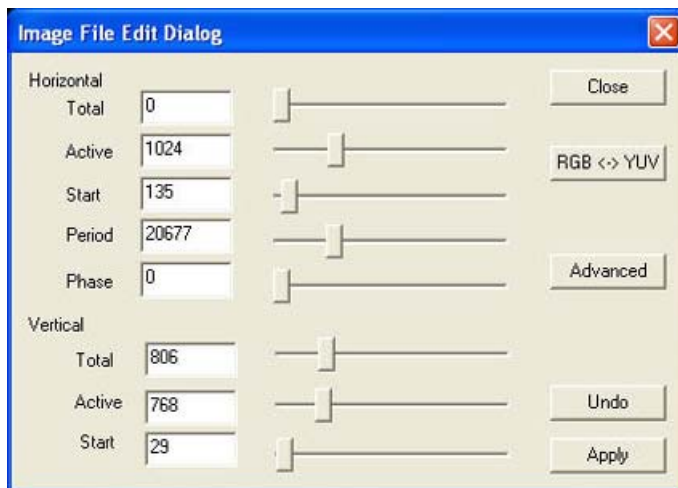 Image File Edit Dialog
Horizontal
Total 0
Close
Active 1024
RGB <-> YUV
Start 135
Period 20677
Advanced
Phase 0
Vertical
Total 806
Active 768
Undo
Start 29
Apply